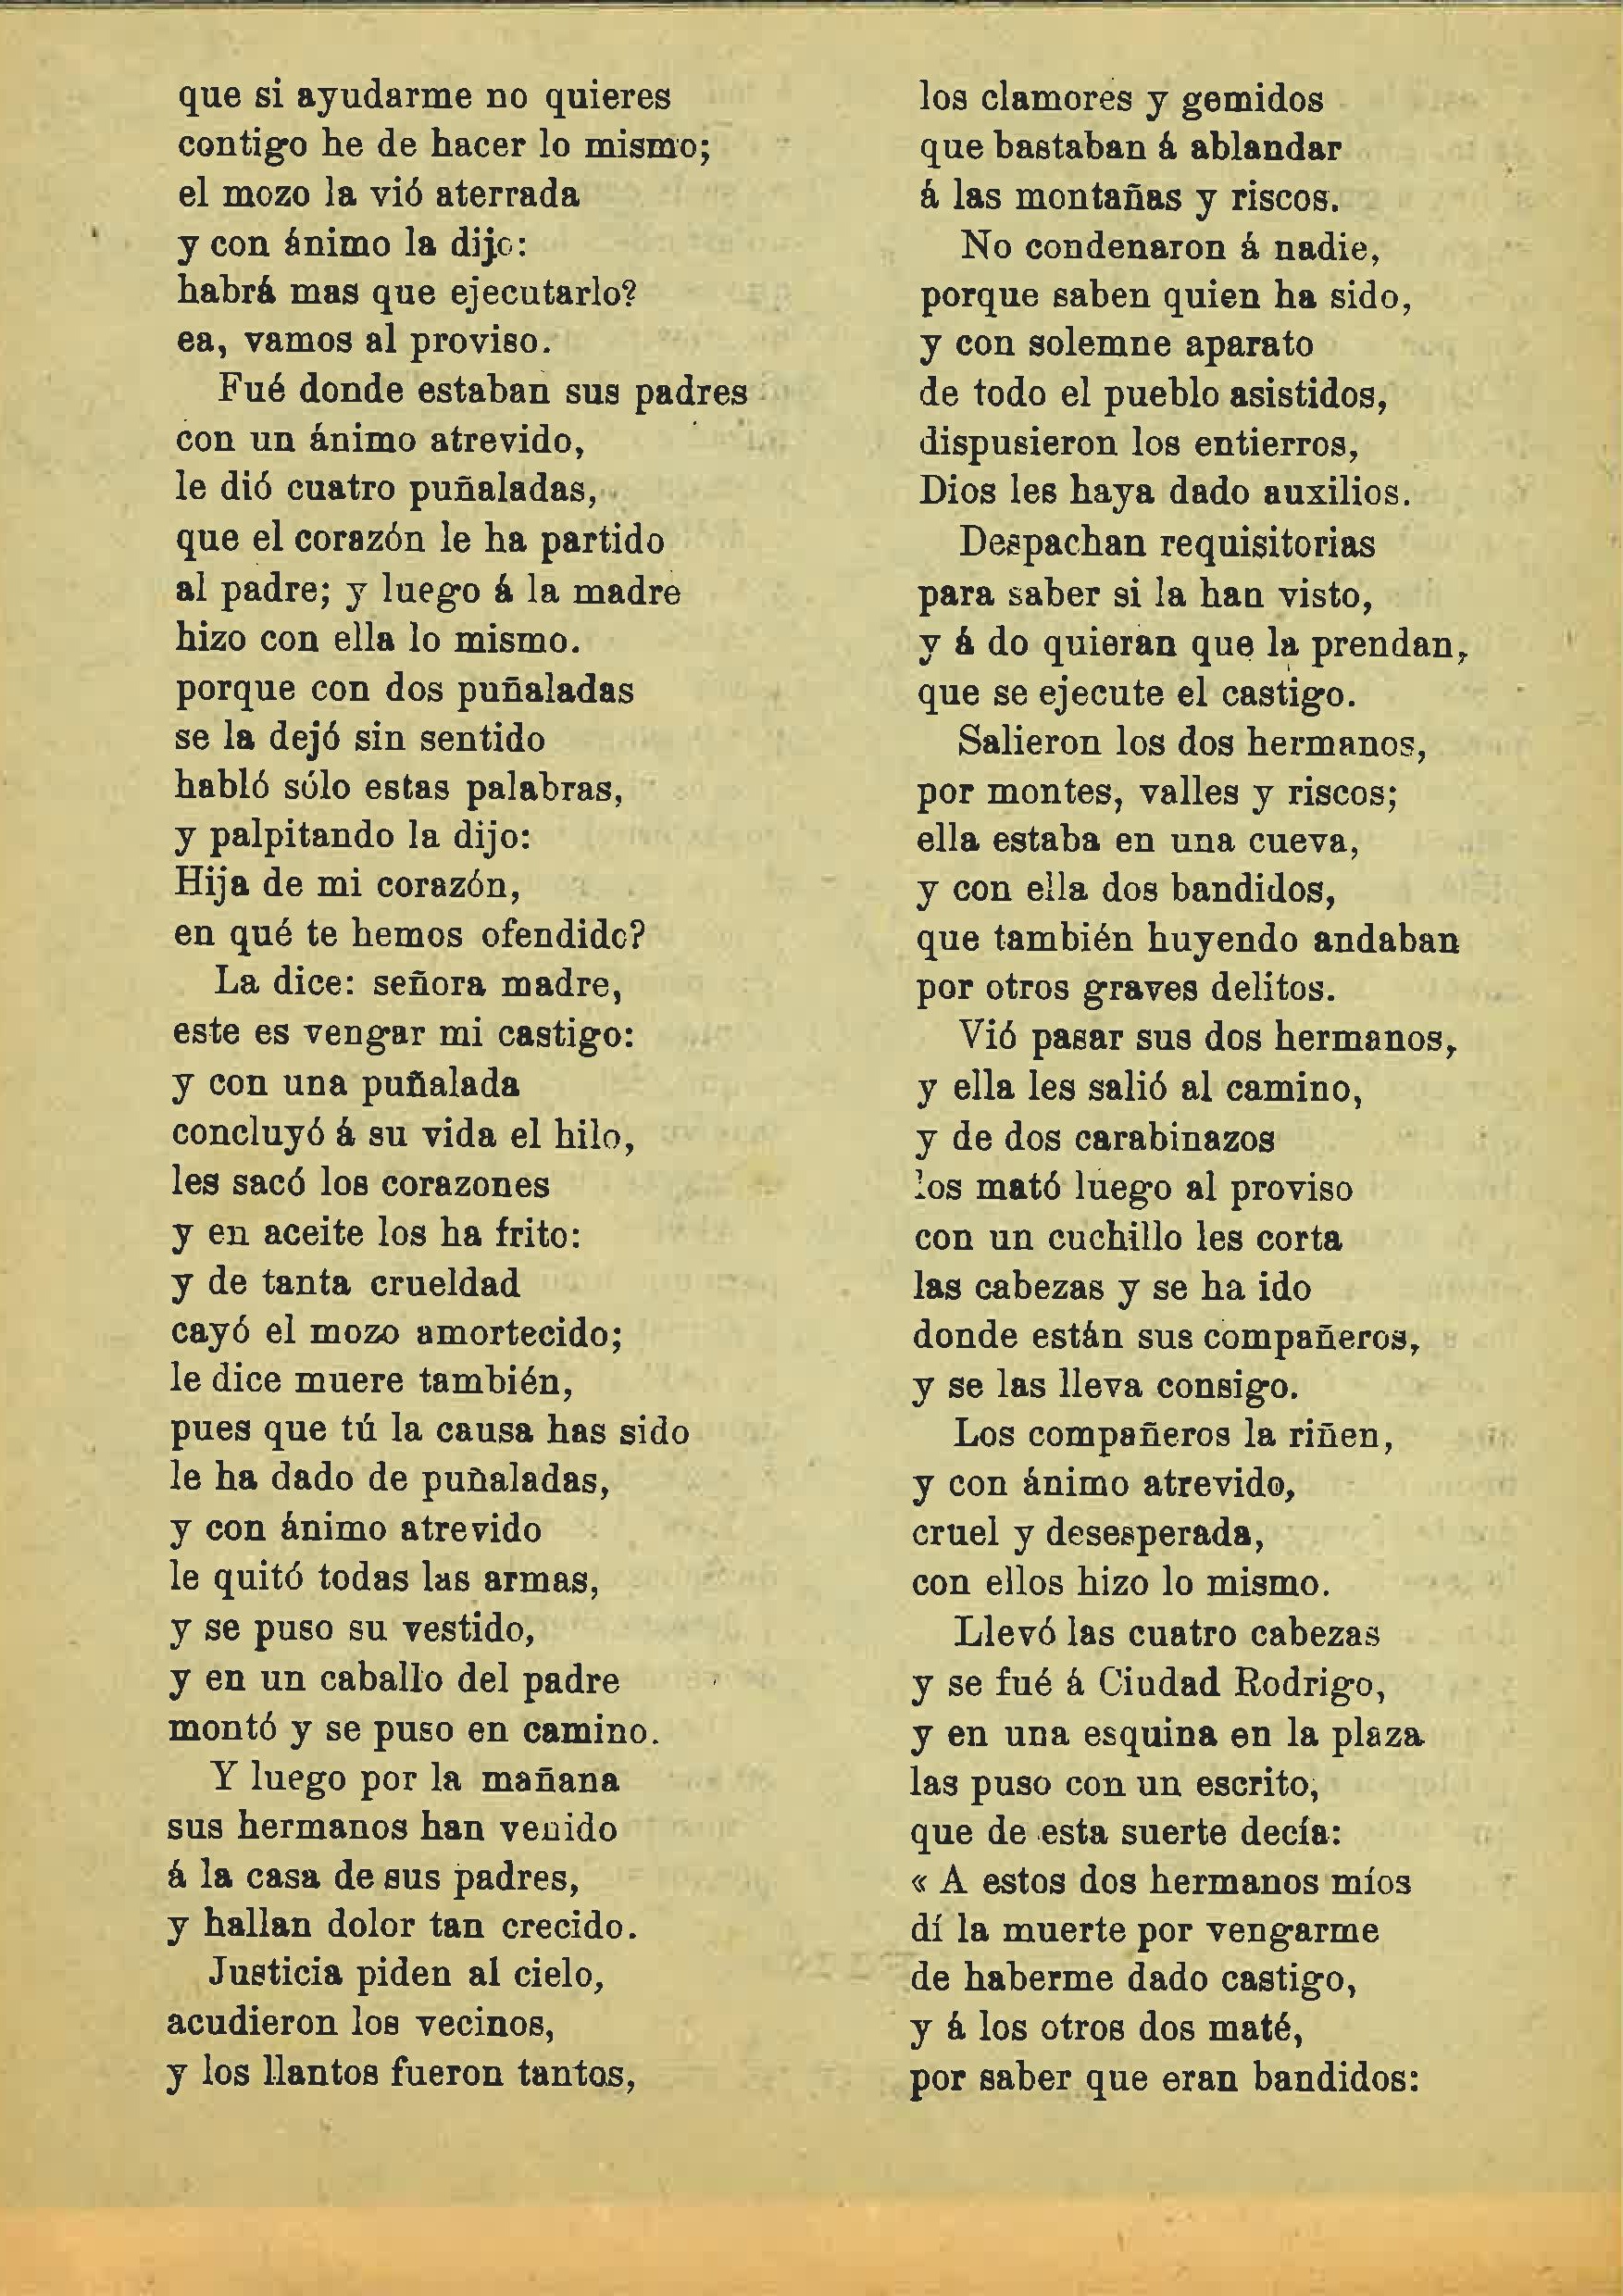 que si ayudarme no quieres
contigo he de hacer lo mismo;
el mozo la vió aterrada
y con ánimo la dijo:
habrá mas que ejecutarlo?
ea, vamos al proviso.
Fué donde estaban sus padres
con un ánimo atrevido,
le dió cuatro puñaladas,
que el corazón le ha partido
al padre; y luego á la madre
hizo con ella lo mismo.
porque con dos puñaladas
se la dejó sin sentido
habló sólo estas palabras,
y palpitando la dijo:
Hija de mi corazón,
en qué te hemos ofendido?
La dice: señora madre,
este es vengar mi castigo:
y con una puñalada
concluyó á su vida el hilo,
les sacó los corazones
y en aceite los ha frito:
y de tanta crueldad
cayó el mozo amortecido;
le dice muere también,
pues que tú la causa has sido
le ha dado de puñaladas,
y con ánimo atrevido
le quitó todas las armas,
y se puso su vestido,
y en un caballo del padre
montó y se puso en camino.
Y luego por la mañana
sus hermanos han venido
á la casa de sus padres,
y hallan dolor tan crecido.
Justicia piden al cielo,
acudieron los vecinos,
y los llantos fueron tantos,
los clamores y gemidos
que bastaban á ablandar
á las montañas y riscos.
No condenaron á nadie,
porque saben quien ha sido,
y con solemne aparato
de todo el pueblo asistidos,
dispusieron los entierros,
Dios les haya dado auxilios.
Despachan requisitorias
para saber si la han visto,
y á do quieran que la prendan,
que se ejecute el castigo.
Salieron los dos hermanos,
por montes, valles y riscos;
ella estaba en una cueva,
y con ella dos bandidos,
que también huyendo andaban
por otros graves delitos.
Vió pasar sus dos hermanos,
y ella les salió al camino,
y de dos carabinazos
los mató luego al proviso
con un cuchillo les corta
las cabezas y se ha ido
donde están sus compañeros,
y se las lleva consigo.
Los compañeros la riñen,
y con ánimo atrevido,
cruel y desesperada,
con ellos hizo lo mismo.
Llevó las cuatro cabezas
y se fué á Ciudad Rodrigo,
y en una esquina en la plaza
las puso con un escrito,
que de esta suerte decía:
« A estos dos hermanos míos
dí la muerte por vengarme
de haberme dado castigo,
y á los otros dos maté,
por saber que eran bandidos: